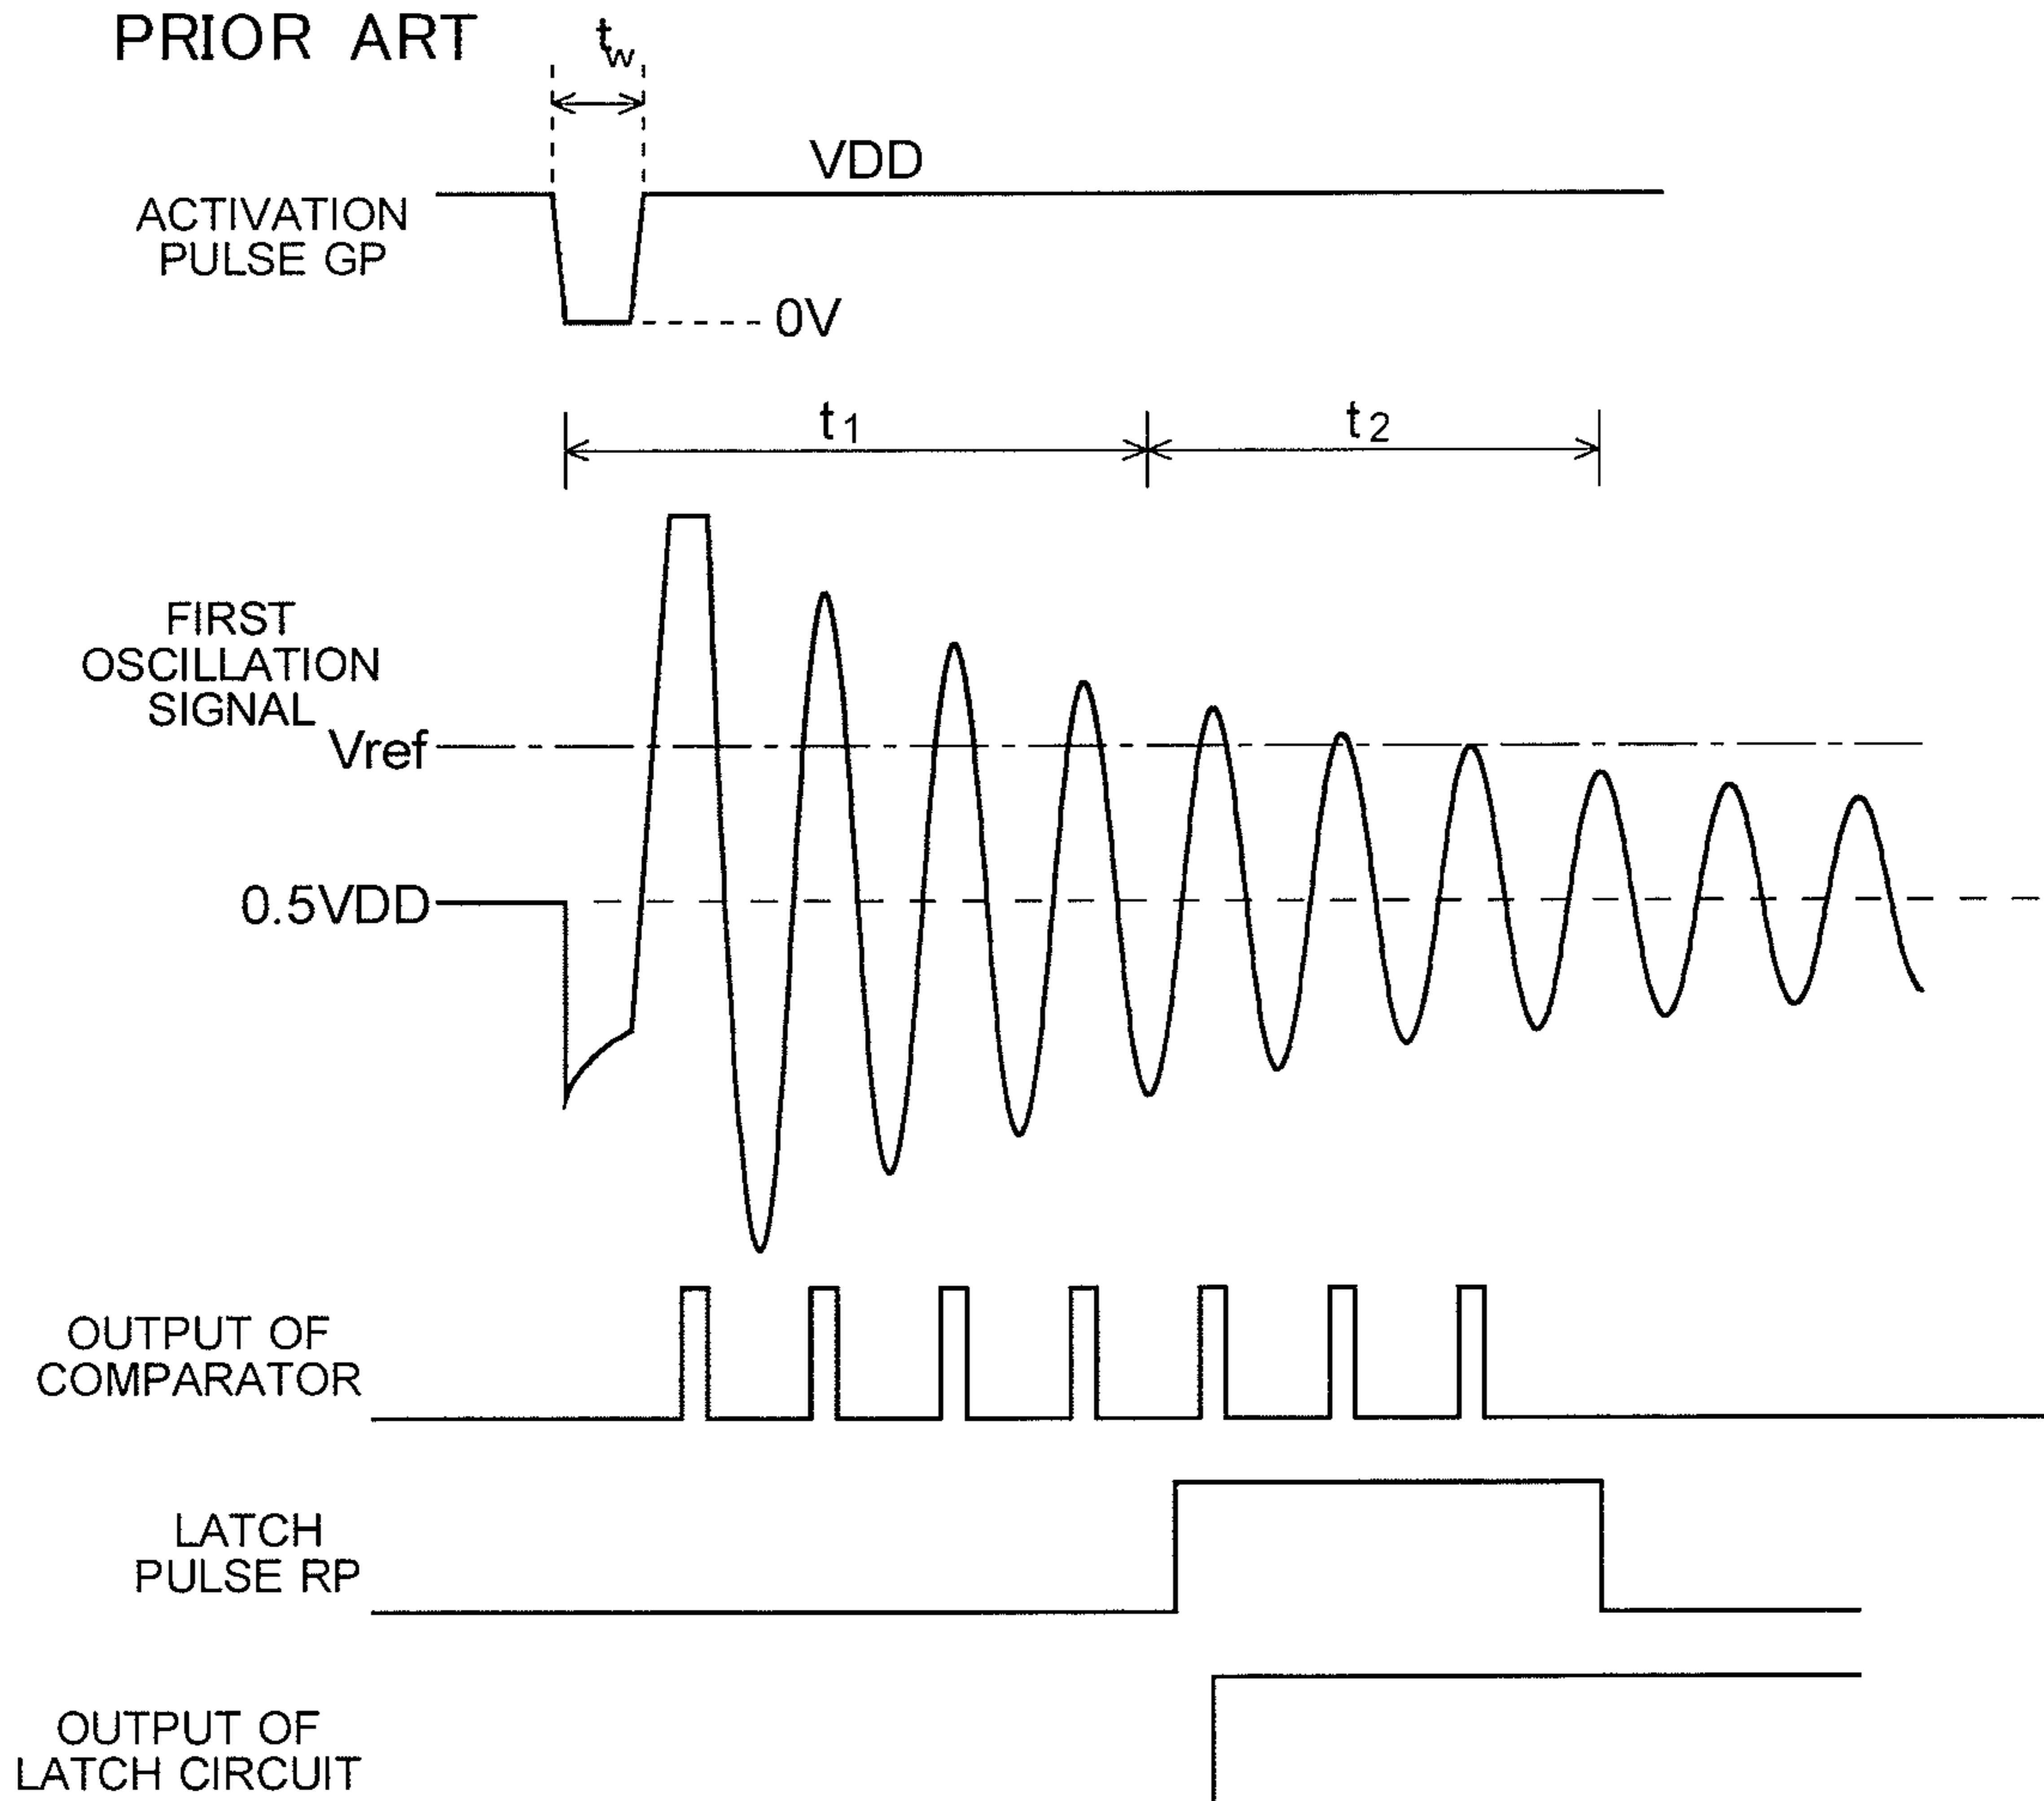 PRIOR ART
tw
VDD
ACTIVATION
PULSE GP
0V
t1
t2
FIRST
OSCILLATION
SIGNAL
Vref
0.5VDD
OUTPUT OF
COMPARATOR
LATCH
PULSE RP
OUTPUT OF
LATCH CIRCUIT